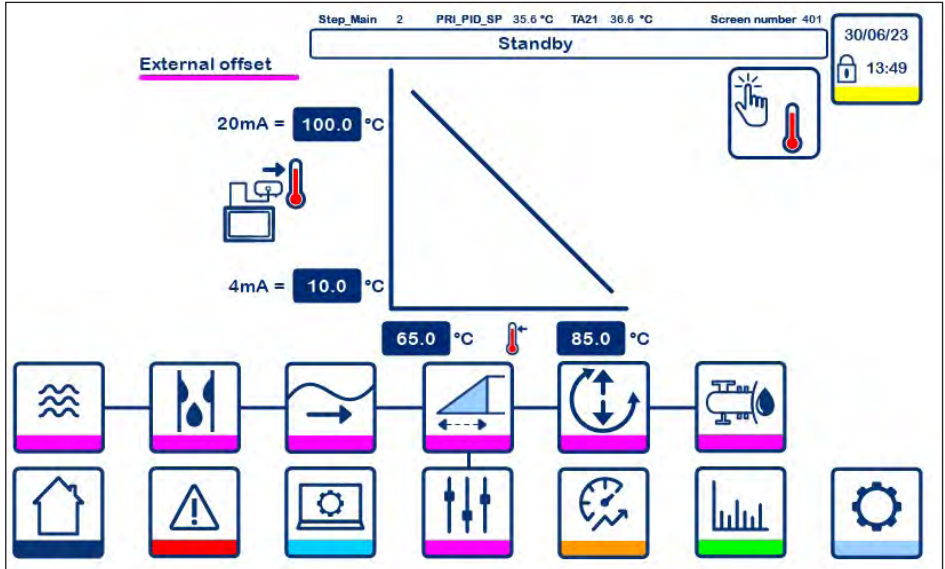 Step_Main 2 PRI_PID_SP 35.6 °C TA21 36.6 °C Screen number 401
Standby
30/06/23
13:49
External offset
20mA = 100.0 °C
4mA = 10.0 °C
65.0 °C 85.0 °C